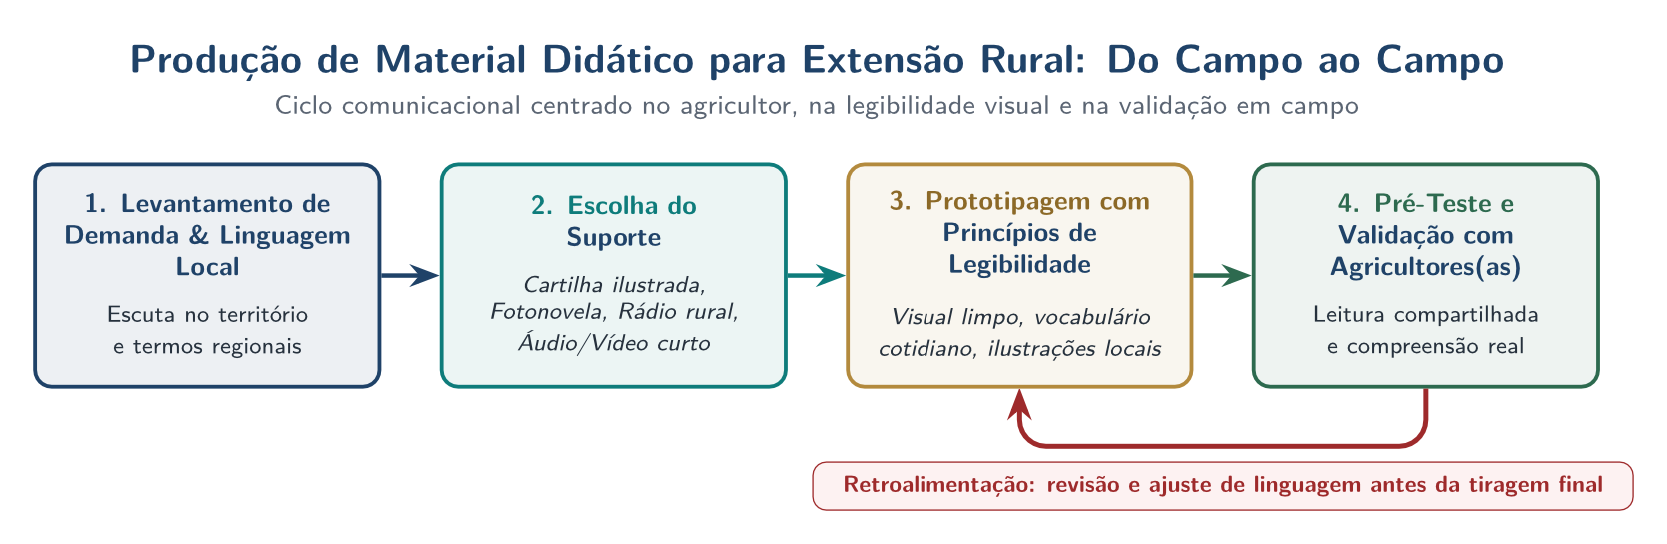 Produção de Material Didático para Extensão Rural: Do Campo ao Campo
Ciclo comunicacional centrado no agricultor, na legibilidade visual e na validação em campo
1. Levantamento de
Demanda & Linguagem
Local
Escuta no território
e termos regionais
2. Escolha do
Suporte
Cartilha ilustrada,
Fotonovela, Rádio rural,
Áudio/Vídeo curto
3. Prototipagem com
Princípios de
Legibilidade
Visual limpo, vocabulário
cotidiano, ilustrações locais
4. Pré-Teste e
Validação com
Agricultores(as)
Leitura compartilhada
e compreensão real
Retroalimentação: revisão e ajuste de linguagem antes da tiragem final